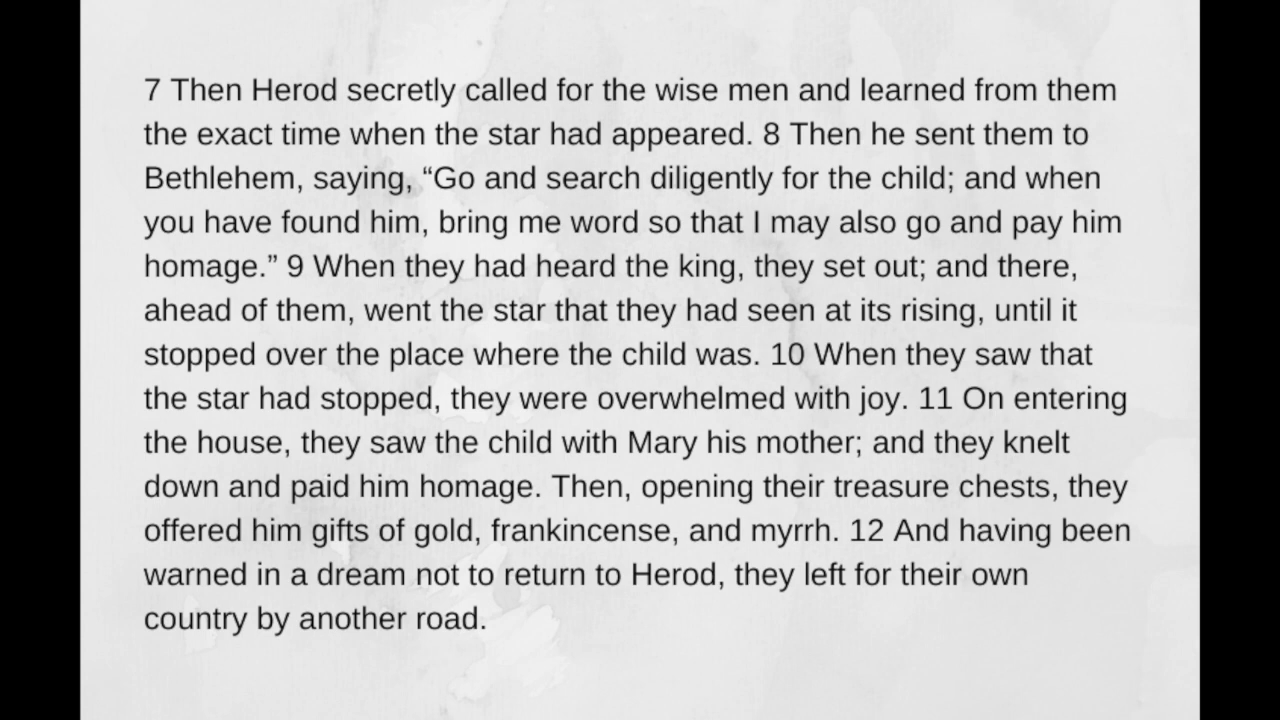 7 Then Herod secretly called for the wise men and learned from them
the exact time when the star had appeared. 8 Then he sent them to
Bethlehem, saying, “Go and search diligently for the child; and when
you have found him, bring me word so that I may also go and pay him
homage.” 9 When they had heard the king, they set out; and there,
ahead of them, went the star that they had seen at its rising, until it
stopped over the place where the child was. 10 When they saw that
the star had stopped, they were overwhelmed with joy. 11 On entering
the house, they saw the child with Mary his mother; and they knelt
down and paid him homage. Then, opening their treasure chests, they
offered him gifts of gold, frankincense, and myrrh. 12 And having been
warned in a dream not to return to Herod, they left for their own
country by another road.